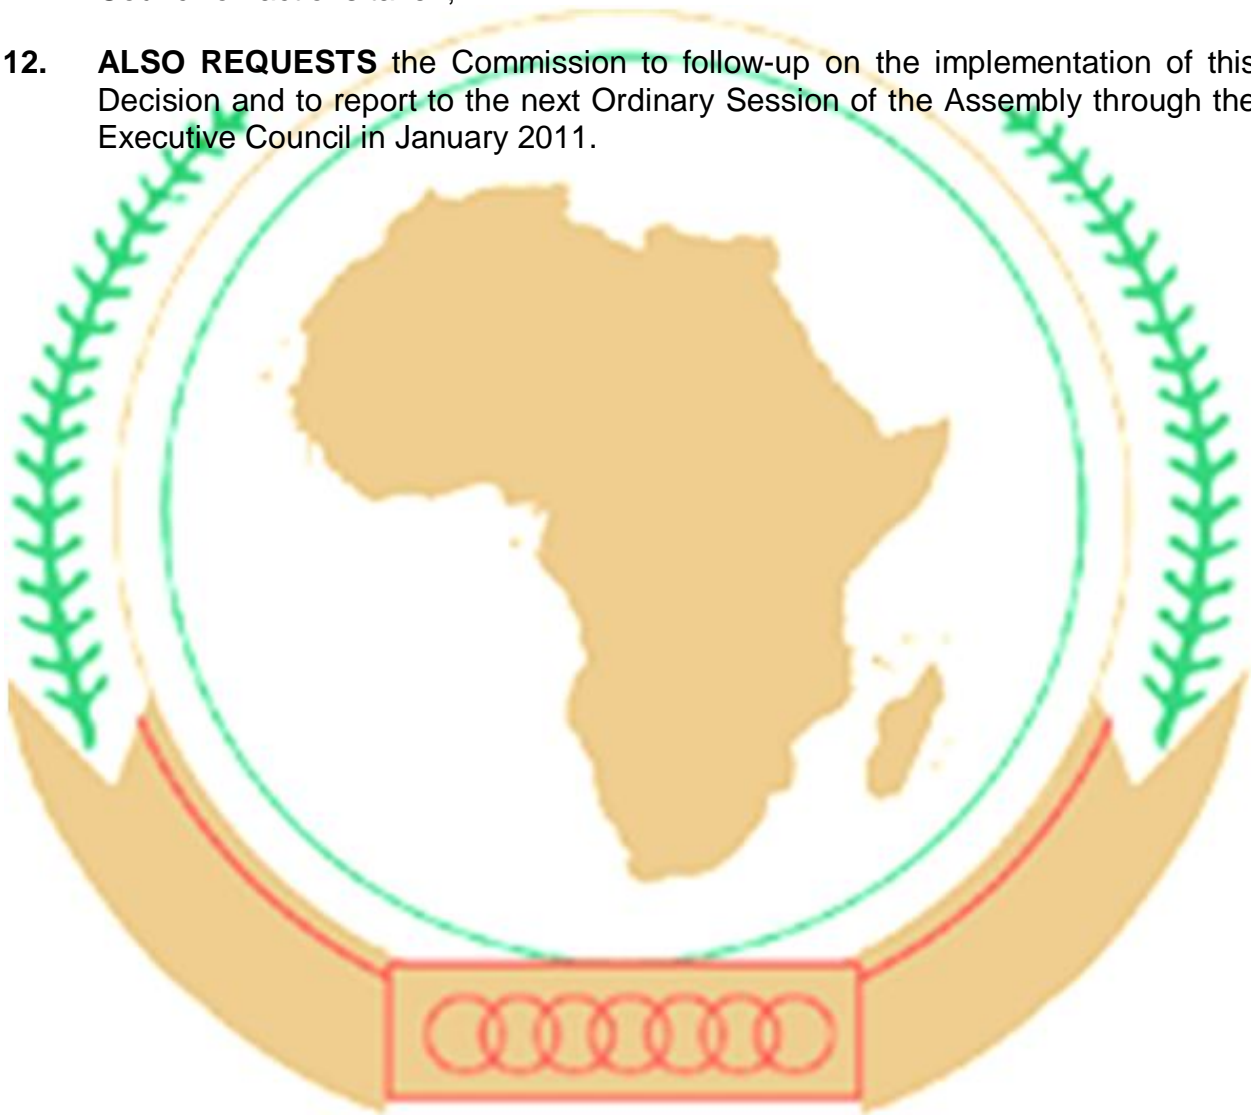 12. ALSO REQUESTS the Commission to follow-up on the implementation of this
Decision and to report to the next Ordinary Session of the Assembly through the
Executive Council in January 2011.